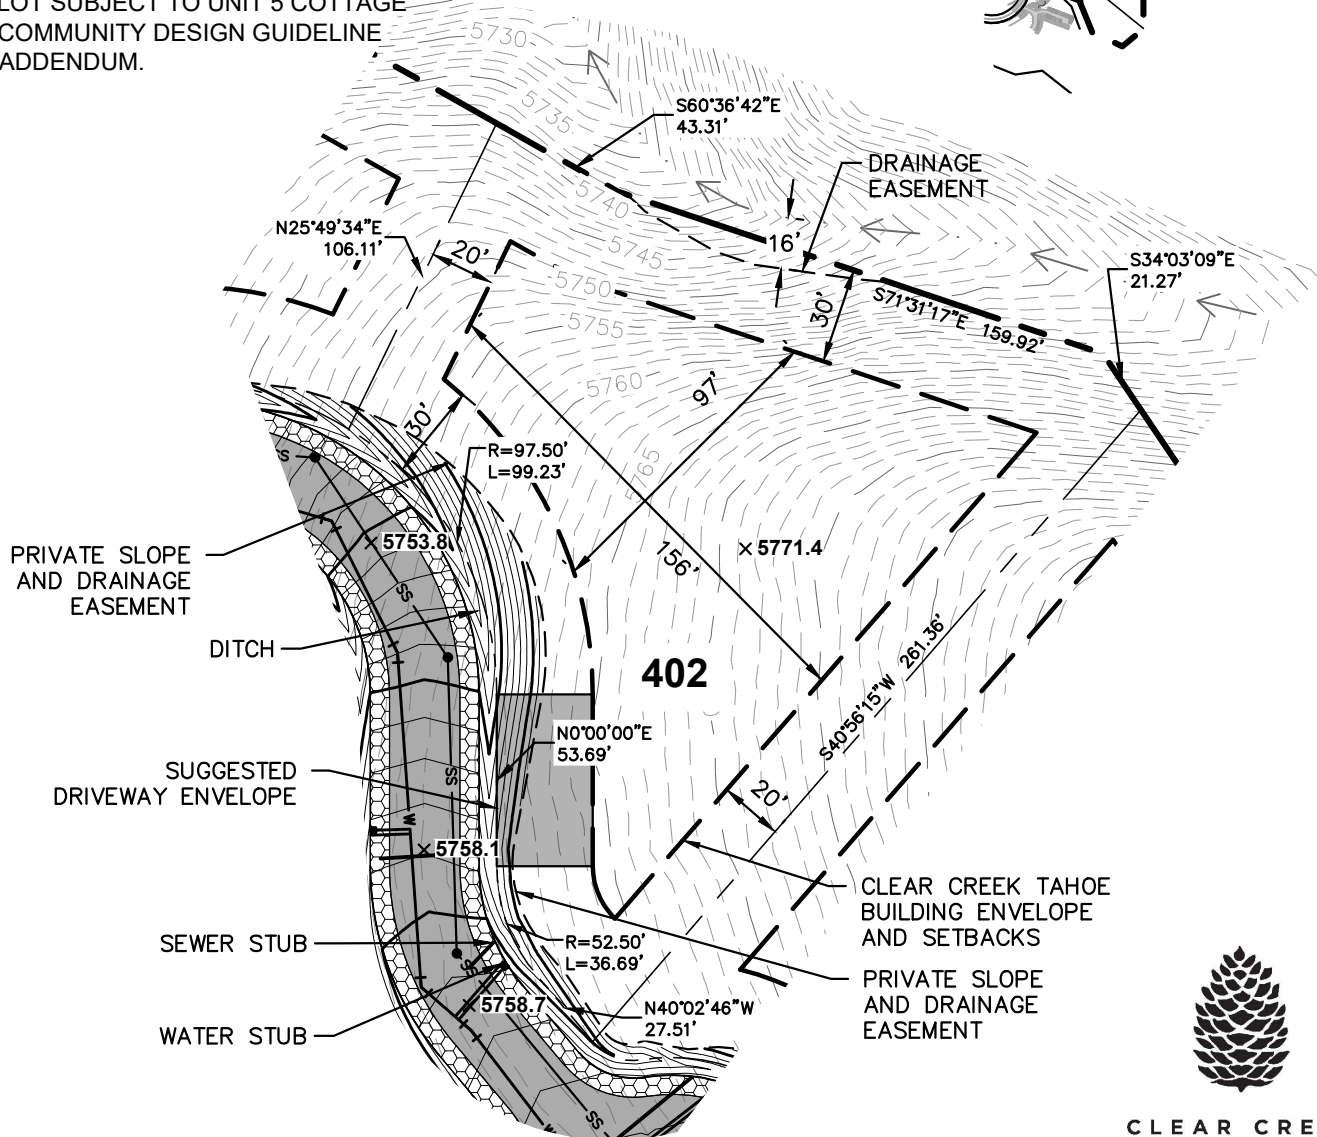 LOT SUBJECT TO UNIT 5 COTTAGE
COMMUNITY DESIGN GUIDELINE
ADDENDUM.
5730
5735
S60°36'42"E
43.31'
DRAINAGE
EASEMENT
5740
N25°49'34"E
106.11'
20'
5745
16'
S34°03'09"E
21.27'
5750
30'
S71°31'17"E 159.92'
5755
5760
97'
30'
R=97.50'
L=99.23'
5765
SS
5753.8
156'
5771.4
PRIVATE SLOPE
AND DRAINAGE
EASEMENT
SS
DITCH
402
S40°56'15"W 261.36'
N0°00'00"E
53.69'
SUGGESTED
DRIVEWAY ENVELOPE
SS
20'
W
5758.1
CLEAR CREEK TAHOE
BUILDING ENVELOPE
AND SETBACKS
SEWER STUB
R=52.50'
L=36.69'
SS
PRIVATE SLOPE
AND DRAINAGE
EASEMENT
5758.7
N40°02'46"W
27.51'
WATER STUB
SS
CLEAR CRE